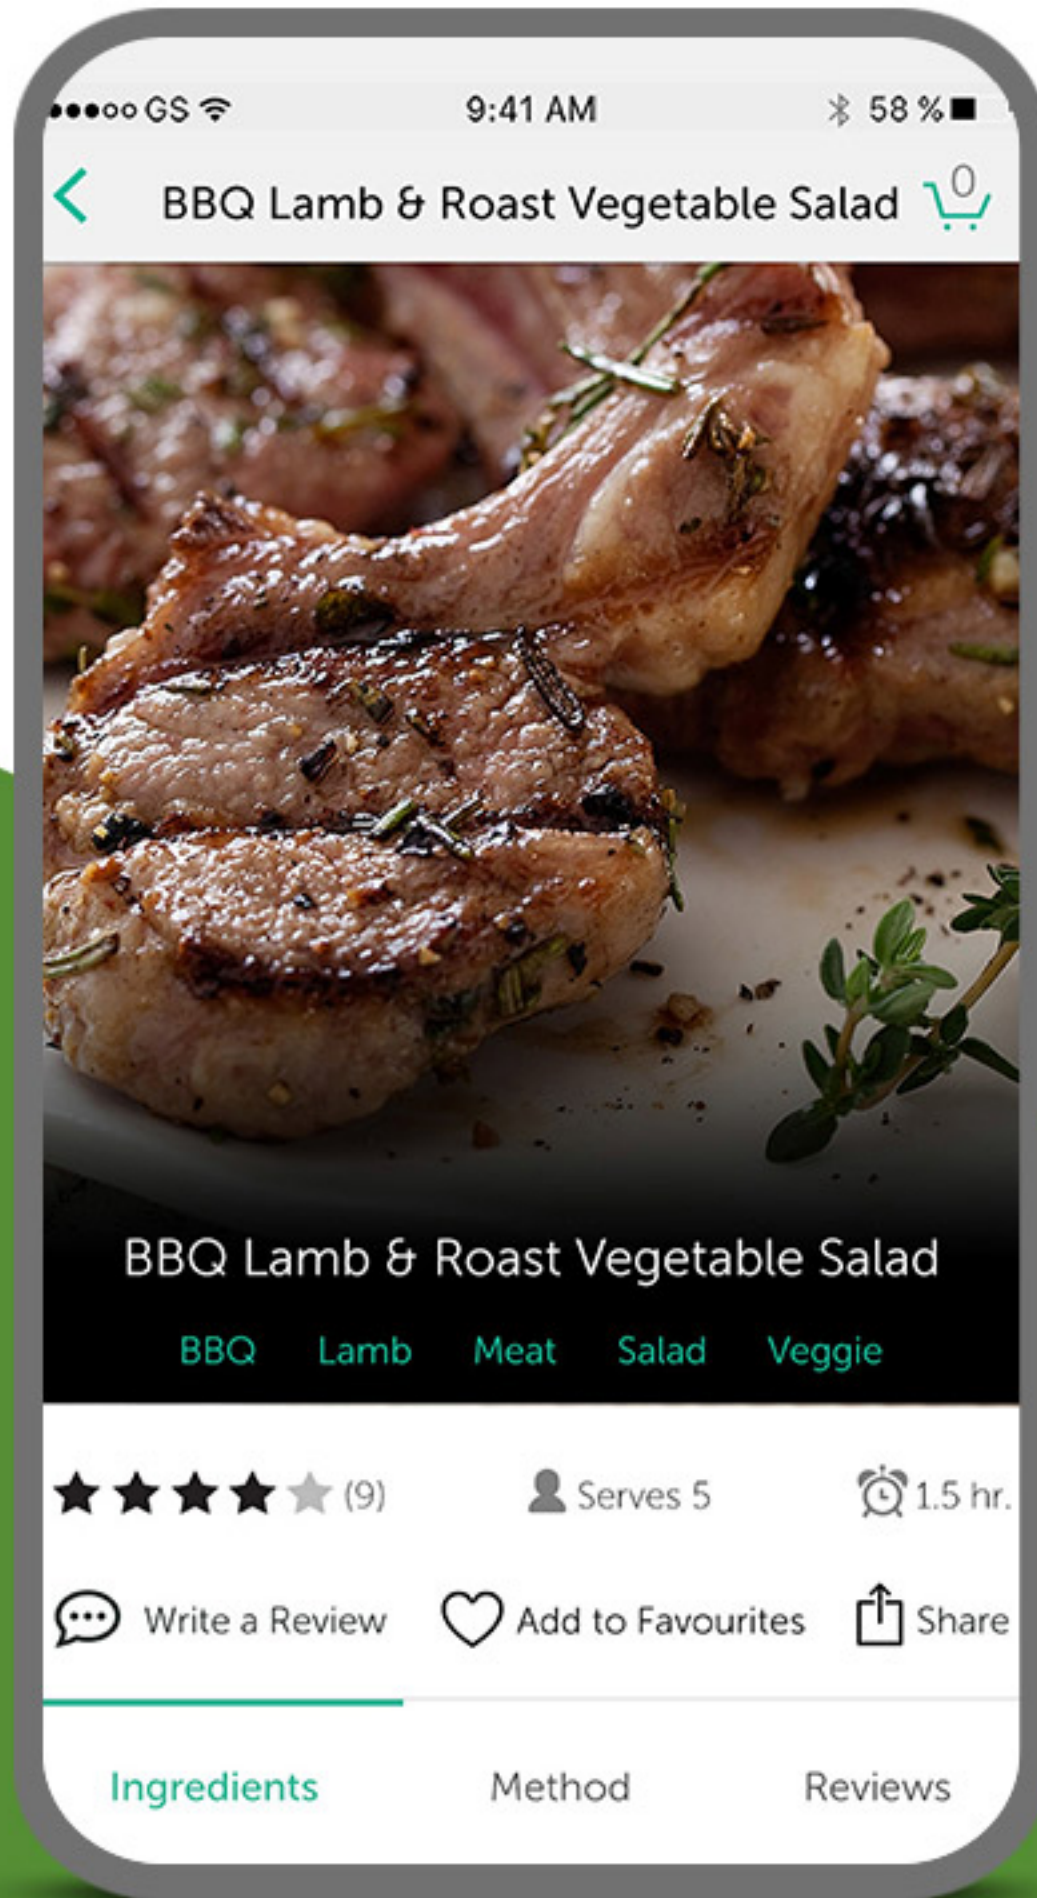 GS 9:41 AM 58 %
BBQ Lamb & Roast Vegetable Salad 0
BBQ Lamb & Roast Vegetable Salad
BBQ Lamb Meat Salad Veggie
(9) Serves 5 1.5 hr.
Write a Review Add to Favourites Share
Ingredients Method Reviews